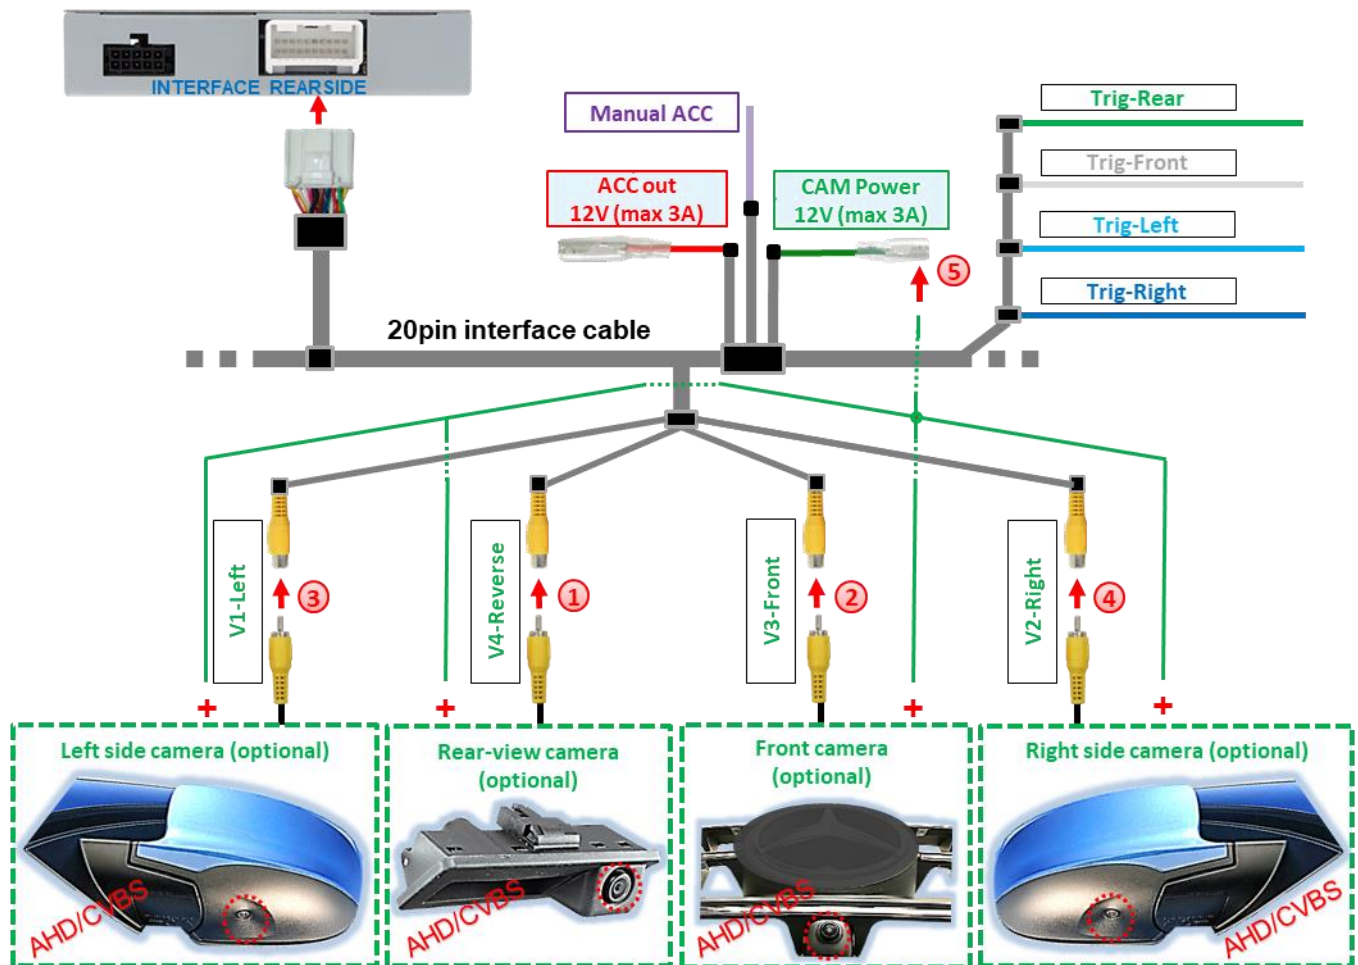 INTERFACE REARSIDE
Manual ACC
ACC out
12V (max 3A)
CAM Power
12V (max 3A)
5
Trig-Rear
Trig-Front
Trig-Left
Trig-Right
20pin interface cable
V1-Left
3
V4-Reverse
1
V3-Front
2
V2-Right
4
+
+
+
+
Left side camera (optional)
AHD/CVBS
Rear-view camera
(optional)
AHD/CVBS
Front camera
(optional)
AHD/CVBS
Right side camera (optional)
AHD/CVBS